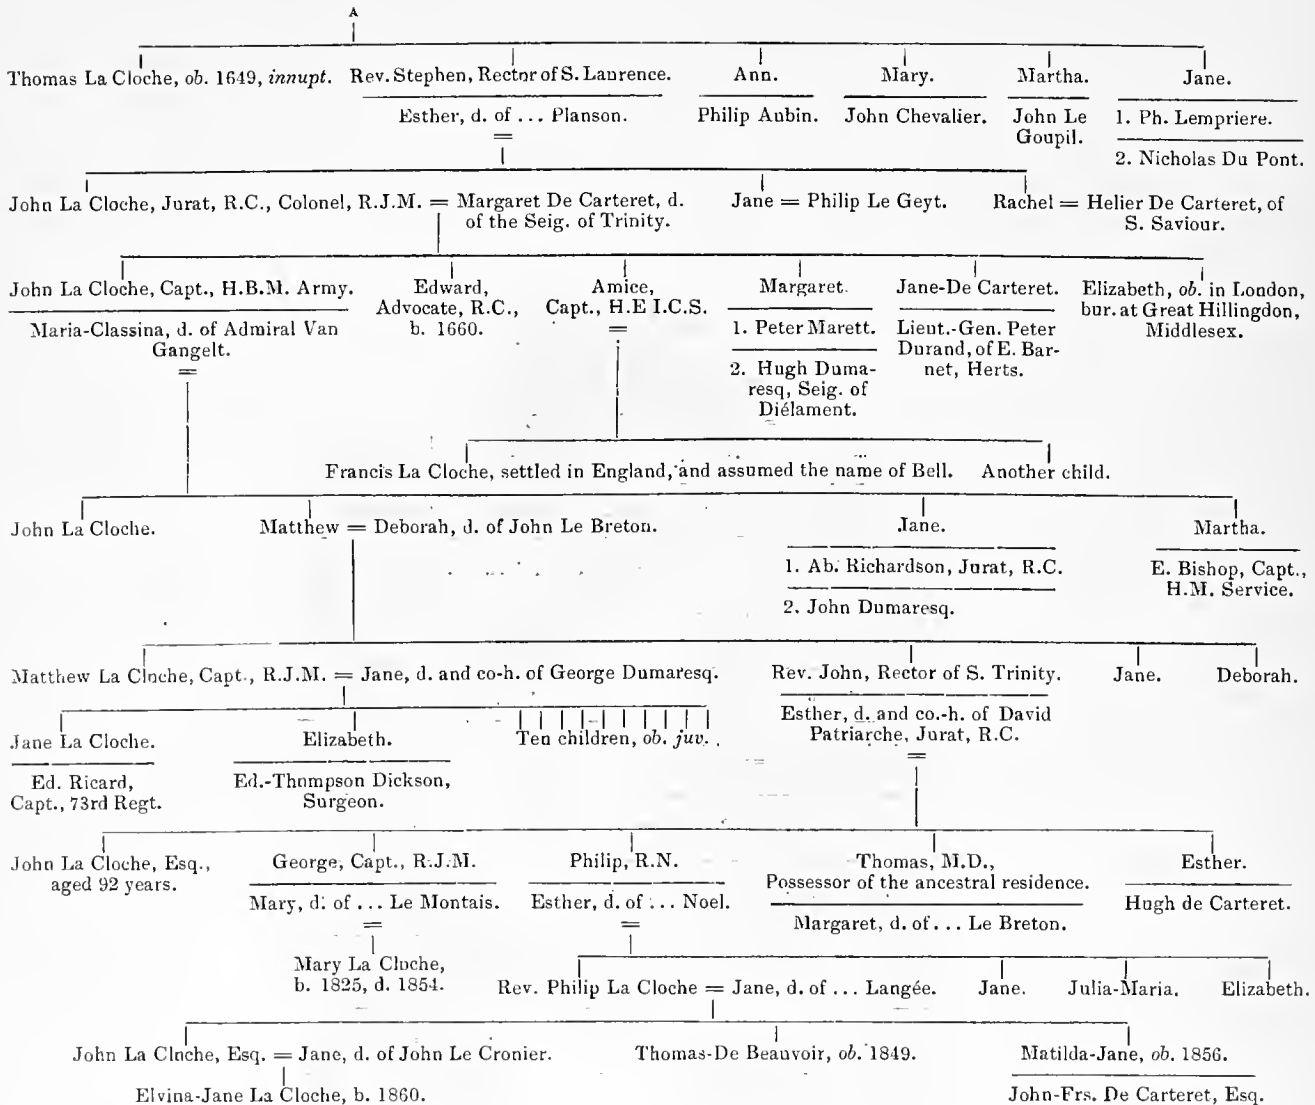 A
Thomas La Cloche, ob. 1649, innupt. Rev. Stephen, Rector of S. Laurence. Ann. Mary. Martha. Jane.
Esther, d. of ... Planson. Philip Aubin. John Chevalier. John Le Goupil. 1. Ph. Lempriere.
2. Nicholas Du Pont.
John La Cloche, Jurat, R.C., Colonel, R.J.M. = Margaret De Carteret, d. Jane = Philip Le Geyt. Rachel = Helier De Carteret, of
of the Seig. of Trinity. S. Saviour.
John La Cloche, Capt., H.B.M. Army. Edward, Amice, Margaret. Jane-De Carteret. Elizabeth, ob. in London,
Advocate, R.C., Capt., H.E I.C.S. bur. at Great Hillingdon,
b. 1660. = Middlesex.
Maria-Classina, d. of Admiral Van 1. Peter Marett. Lieut.-Gen. Peter
Gangelt. Durand, of E. Bar-
= 2. Hugh Duma- net, Herts.
resq, Seig. of
Diélament.
Francis La Cloche, settled in England, and assumed the name of Bell. Another child.
John La Cloche. Matthew = Deborah, d. of John Le Breton. Jane. Martha.
1. Ab. Richardson, Jurat, R.C. E. Bishop, Capt.,
H.M. Service.
2. John Dumaresq.
Matthew La Cloche, Capt., R.J.M. = Jane, d. and co-h. of George Dumaresq. Rev. John, Rector of S. Trinity. Jane. Deborah.
Jane La Cloche. Elizabeth. Ten children, ob. juv. Esther, d. and co.-h. of David
Patriarche, Jurat, R.C.
Ed. Ricard, Ed.-Thompson Dickson, =
Capt., 73rd Regt. Surgeon.
John La Cloche, Esq., George, Capt., R.J.M. Philip, R.N. Thomas, M.D., Esther.
aged 92 years. Possessor of the ancestral residence.
Mary, d. of ... Le Montais. Esther, d. of ... Noel. Hugh de Carteret.
= = Margaret, d. of ... Le Breton.
Mary La Cloche,
b. 1825, d. 1854. Rev. Philip La Cloche = Jane, d. of ... Langée. Jane. Julia-Maria. Elizabeth.
John La Cloche, Esq. = Jane, d. of John Le Cronier. Thomas-De Beauvoir, ob. 1849. Matilda-Jane, ob. 1856.
Elvina-Jane La Cloche, b. 1860. John-Frs. De Carteret, Esq.